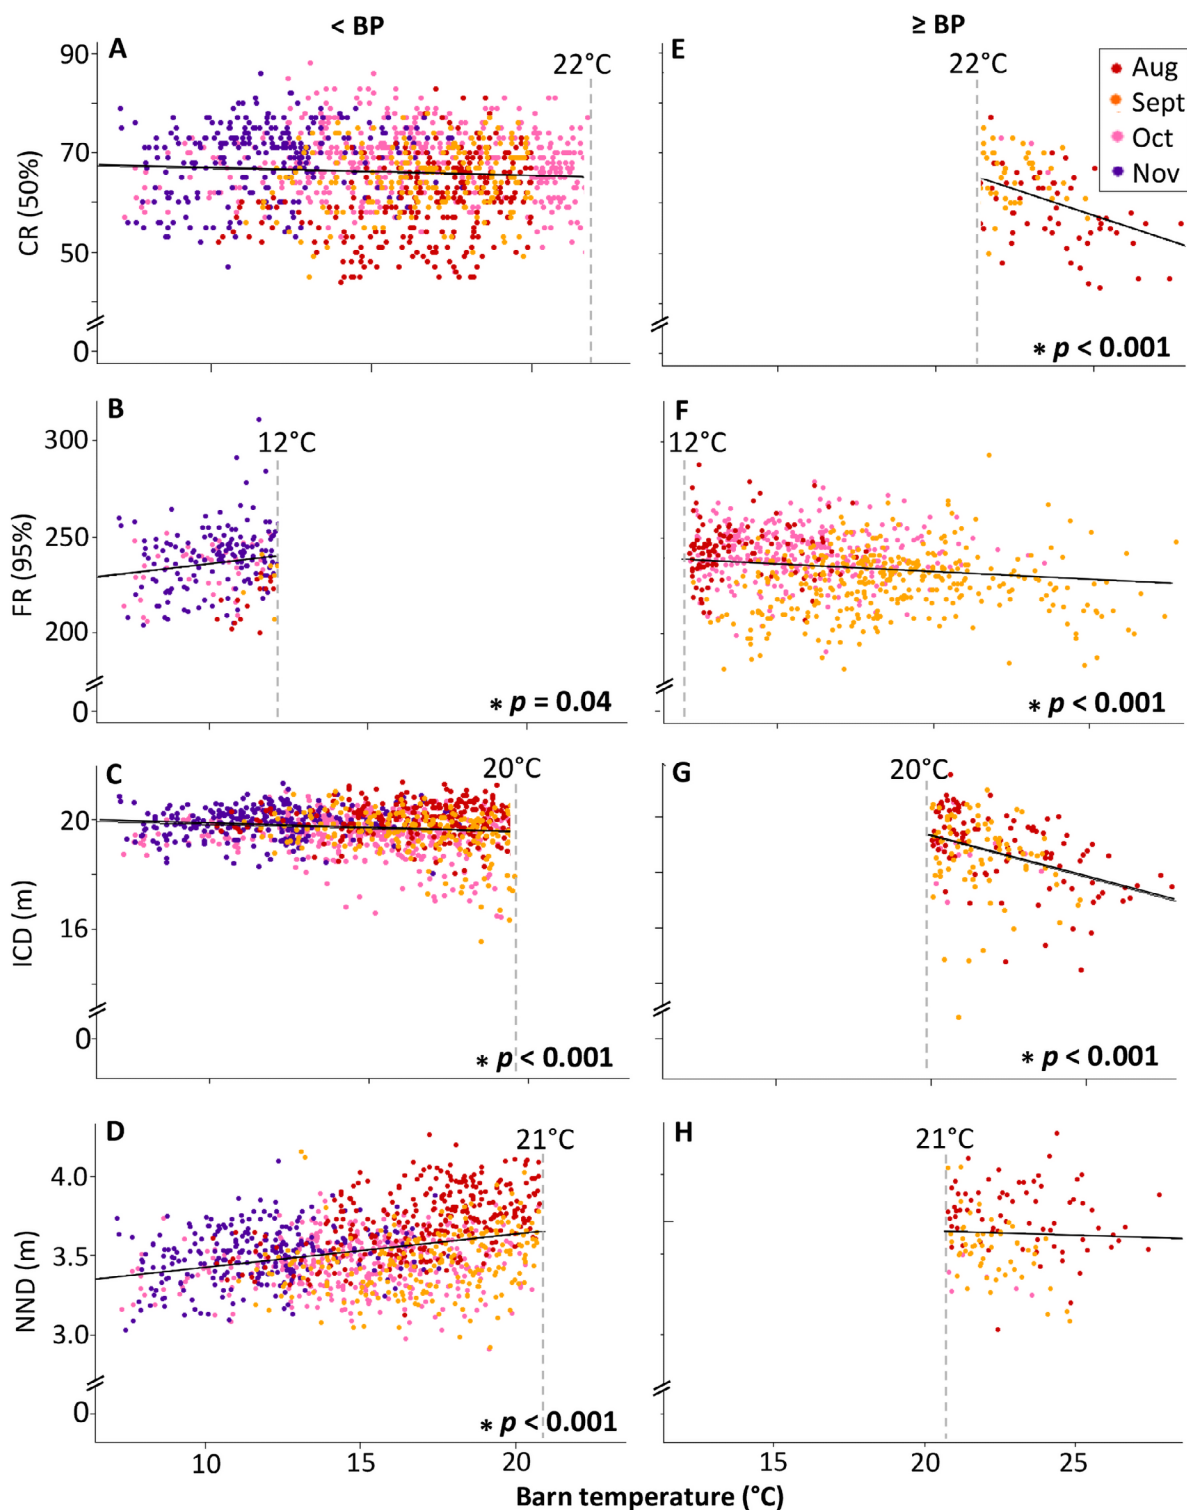 < BP
≥ BP
A
22°C
90
70
50
0
CR (50%)
E
22°C
Aug
Sept
Oct
Nov
* p < 0.001
B
12°C
300
250
200
0
FR (95%)
* p = 0.04
F
12°C
* p < 0.001
C
20°C
20
16
0
ICD (m)
* p < 0.001
G
20°C
* p < 0.001
D
21°C
4.0
3.5
3.0
0
NND (m)
* p < 0.001
10
15
20
H
21°C
15
20
25
Barn temperature (°C)